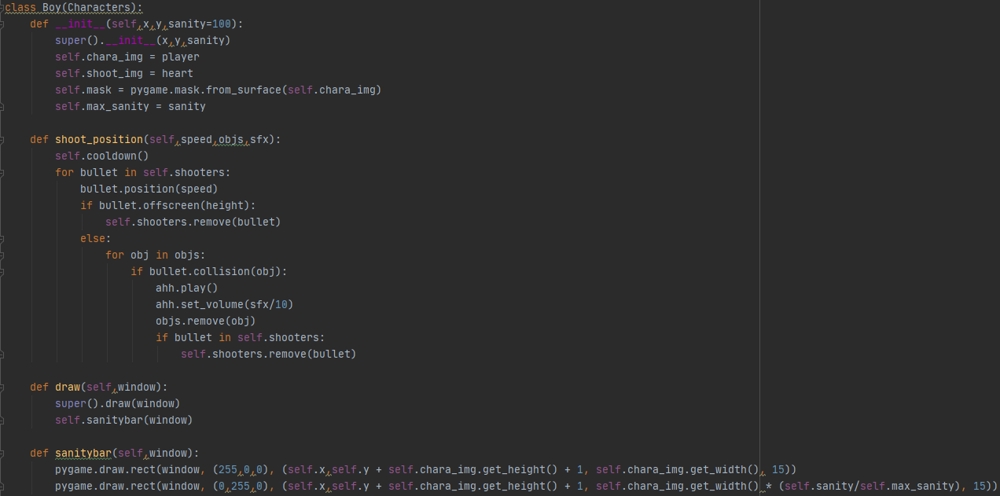 class Boy(Characters):
    def __init__(self,x,y,sanity=100):
        super().__init__(x,y,sanity)
        self.chara_img = player
        self.shoot_img = heart
        self.mask = pygame.mask.from_surface(self.chara_img)
        self.max_sanity = sanity

    def shoot_position(self,speed,objs,sfx):
        self.cooldown()
        for bullet in self.shooters:
            bullet.position(speed)
            if bullet.offscreen(height):
                self.shooters.remove(bullet)
            else:
                for obj in objs:
                    if bullet.collision(obj):
                        ahh.play()
                        ahh.set_volume(sfx/10)
                        objs.remove(obj)
                        if bullet in self.shooters:
                            self.shooters.remove(bullet)

    def draw(self,window):
        super().draw(window)
        self.sanitybar(window)

    def sanitybar(self,window):
        pygame.draw.rect(window, (255,0,0), (self.x,self.y + self.chara_img.get_height() + 1, self.chara_img.get_width(), 15))
        pygame.draw.rect(window, (0,255,0), (self.x,self.y + self.chara_img.get_height() + 1, self.chara_img.get_width() * (self.sanity/self.max_sanity), 15))